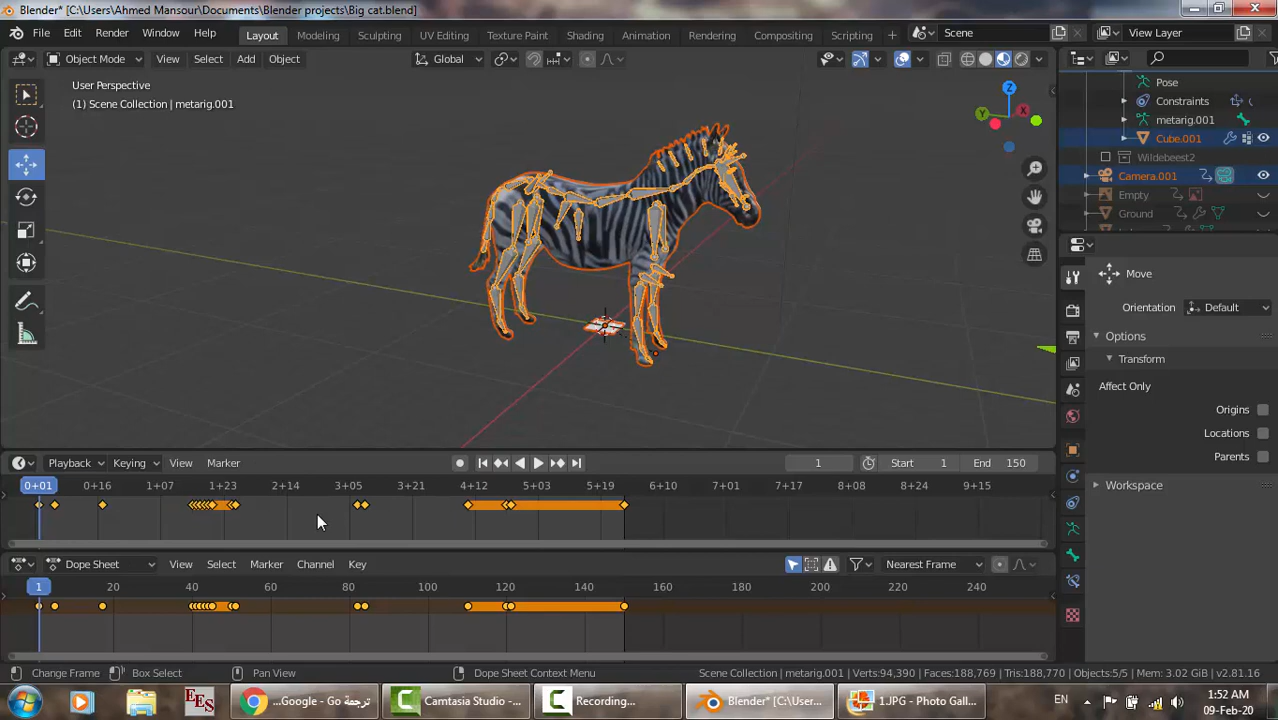 Blender* [C:\Users\Ahmed Mansour\Documents\Blender projects\Big cat.blend]
File Edit Render Window Help Layout Modeling Sculpting UV Editing Texture Paint Shading Animation Rendering Compositing Scripting + Scene View Layer
Object Mode View Select Add Object Global
User Perspective
(1) Scene Collection | metarig.001
Z
Y
X
Pose
Constraints
metarig.001
Cube.001
Wildebeest2
Camera.001
Empty
Ground
Move
Orientation Default
Options
Transform
Affect Only
Origins
Locations
Parents
Workspace
Playback Keying View Marker 1 Start 1 End 150
0+01 0+16 1+07 1+23 2+14 3+05 3+21 4+12 5+03 5+19 6+10 7+01 7+17 8+08 8+24 9+15
Dope Sheet View Select Marker Channel Key Nearest Frame
1 20 40 60 80 100 120 140 160 180 200 220 240
Change Frame Box Select Pan View Dope Sheet Context Menu Scene Collection | metarig.001 | Verts:94,390 | Faces:188,769 | Tris:188,770 | Objects:5/5 | Mem: 3.02 GiB | v2.81.16
EES ترجمة Google - Go... Camtasia Studio - ... Recording... Blender* [C:\User... 1.JPG - Photo Gall... EN 1:52 AM
09-Feb-20